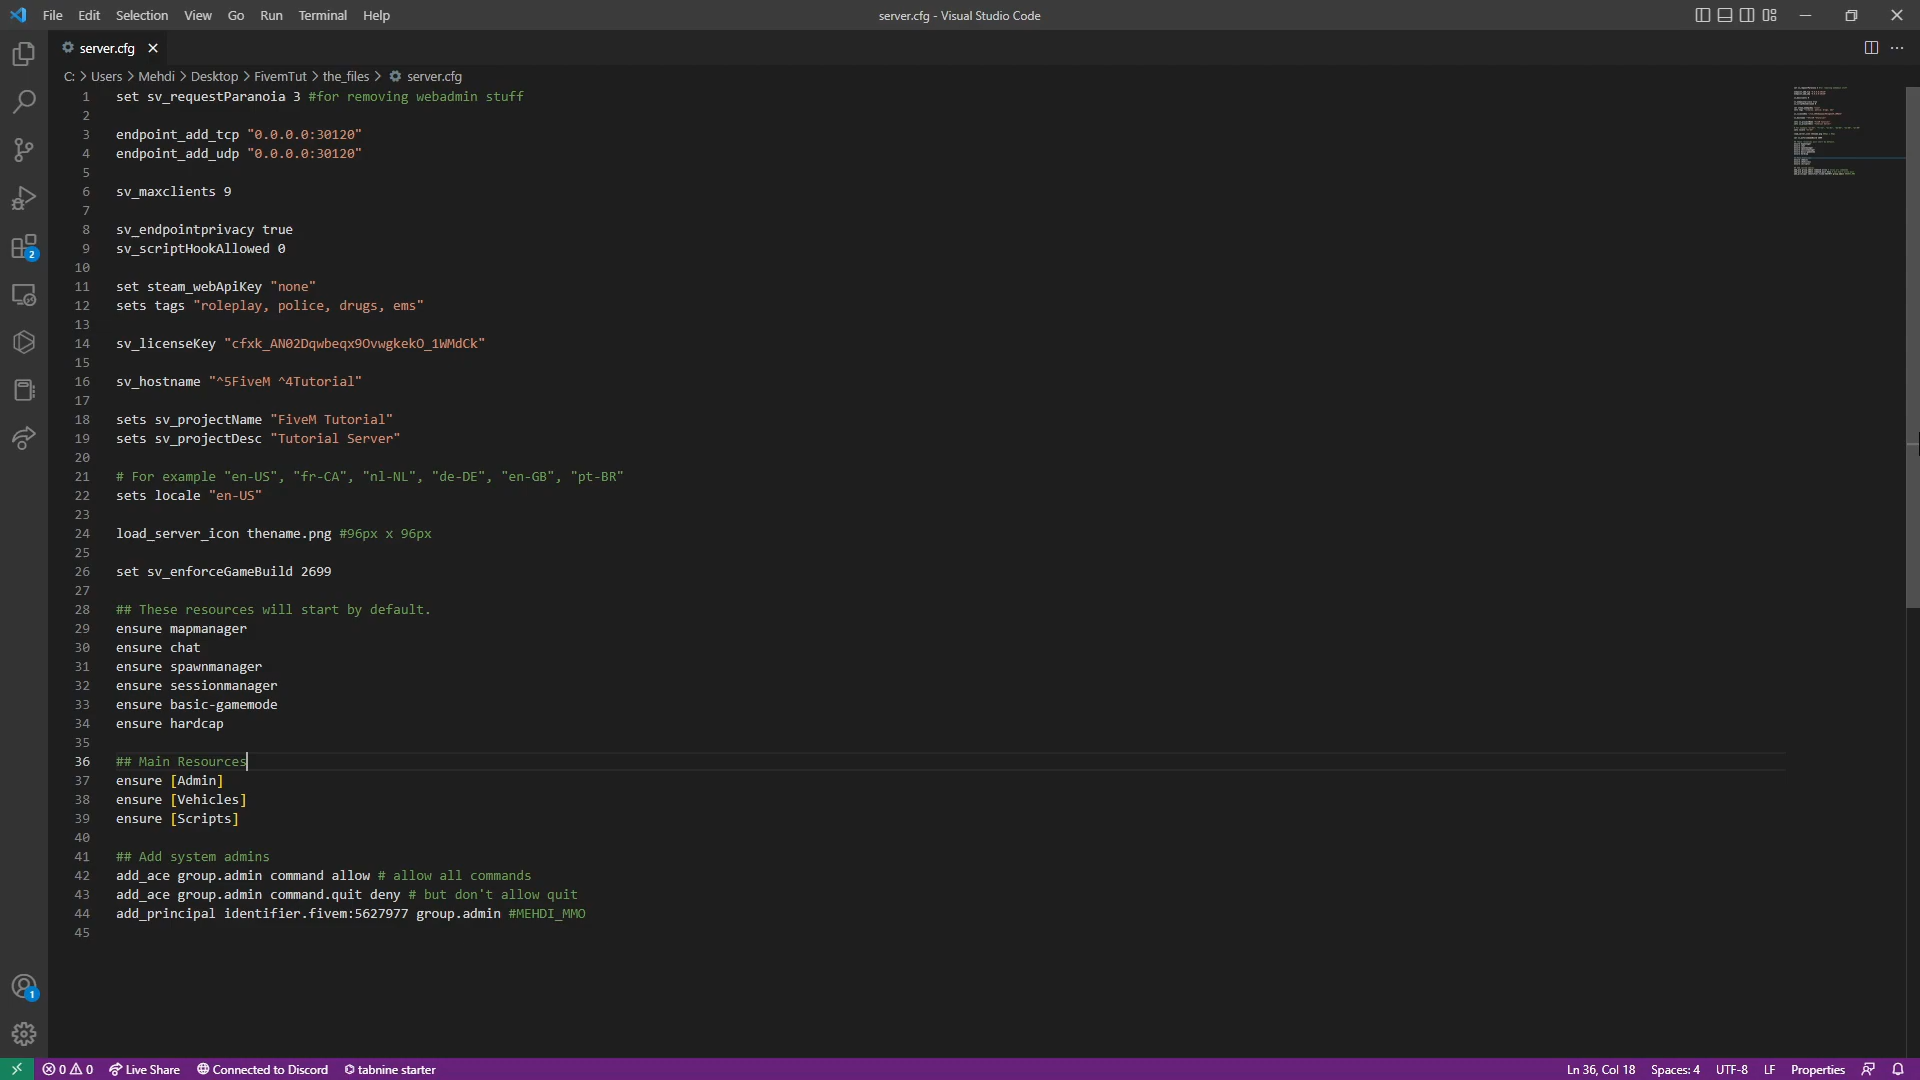 File Edit Selection View Go Run Terminal Help
server.cfg - Visual Studio Code
server.cfg
C: > Users > Mehdi > Desktop > FivemTut > the_files > server.cfg
1 set sv_requestParanoia 3 #for removing webadmin stuff
2
3 endpoint_add_tcp "0.0.0.0:30120"
4 endpoint_add_udp "0.0.0.0:30120"
5
6 sv_maxclients 9
7
8 sv_endpointprivacy true
9 sv_scriptHookAllowed 0
10
11 set steam_webApiKey "none"
12 sets tags "roleplay, police, drugs, ems"
13
14 sv_licenseKey "cfxk_AN02Dqwbeqx9OvwgkekO_1WMdCk"
15
16 sv_hostname "^5FiveM ^4Tutorial"
17
18 sets sv_projectName "FiveM Tutorial"
19 sets sv_projectDesc "Tutorial Server"
20
21 # For example "en-US", "fr-CA", "nl-NL", "de-DE", "en-GB", "pt-BR"
22 sets locale "en-US"
23
24 load_server_icon thename.png #96px x 96px
25
26 set sv_enforceGameBuild 2699
27
28 ## These resources will start by default.
29 ensure mapmanager
30 ensure chat
31 ensure spawnmanager
32 ensure sessionmanager
33 ensure basic-gamemode
34 ensure hardcap
35
36 ## Main Resources
37 ensure [Admin]
38 ensure [Vehicles]
39 ensure [Scripts]
40
41 ## Add system admins
42 add_ace group.admin command allow # allow all commands
43 add_ace group.admin command.quit deny # but don't allow quit
44 add_principal identifier.fivem:5627977 group.admin #MEHDI_MMO
45
2
1
0 0 Live Share Connected to Discord tabnine starter
Ln 36, Col 18 Spaces: 4 UTF-8 LF Properties